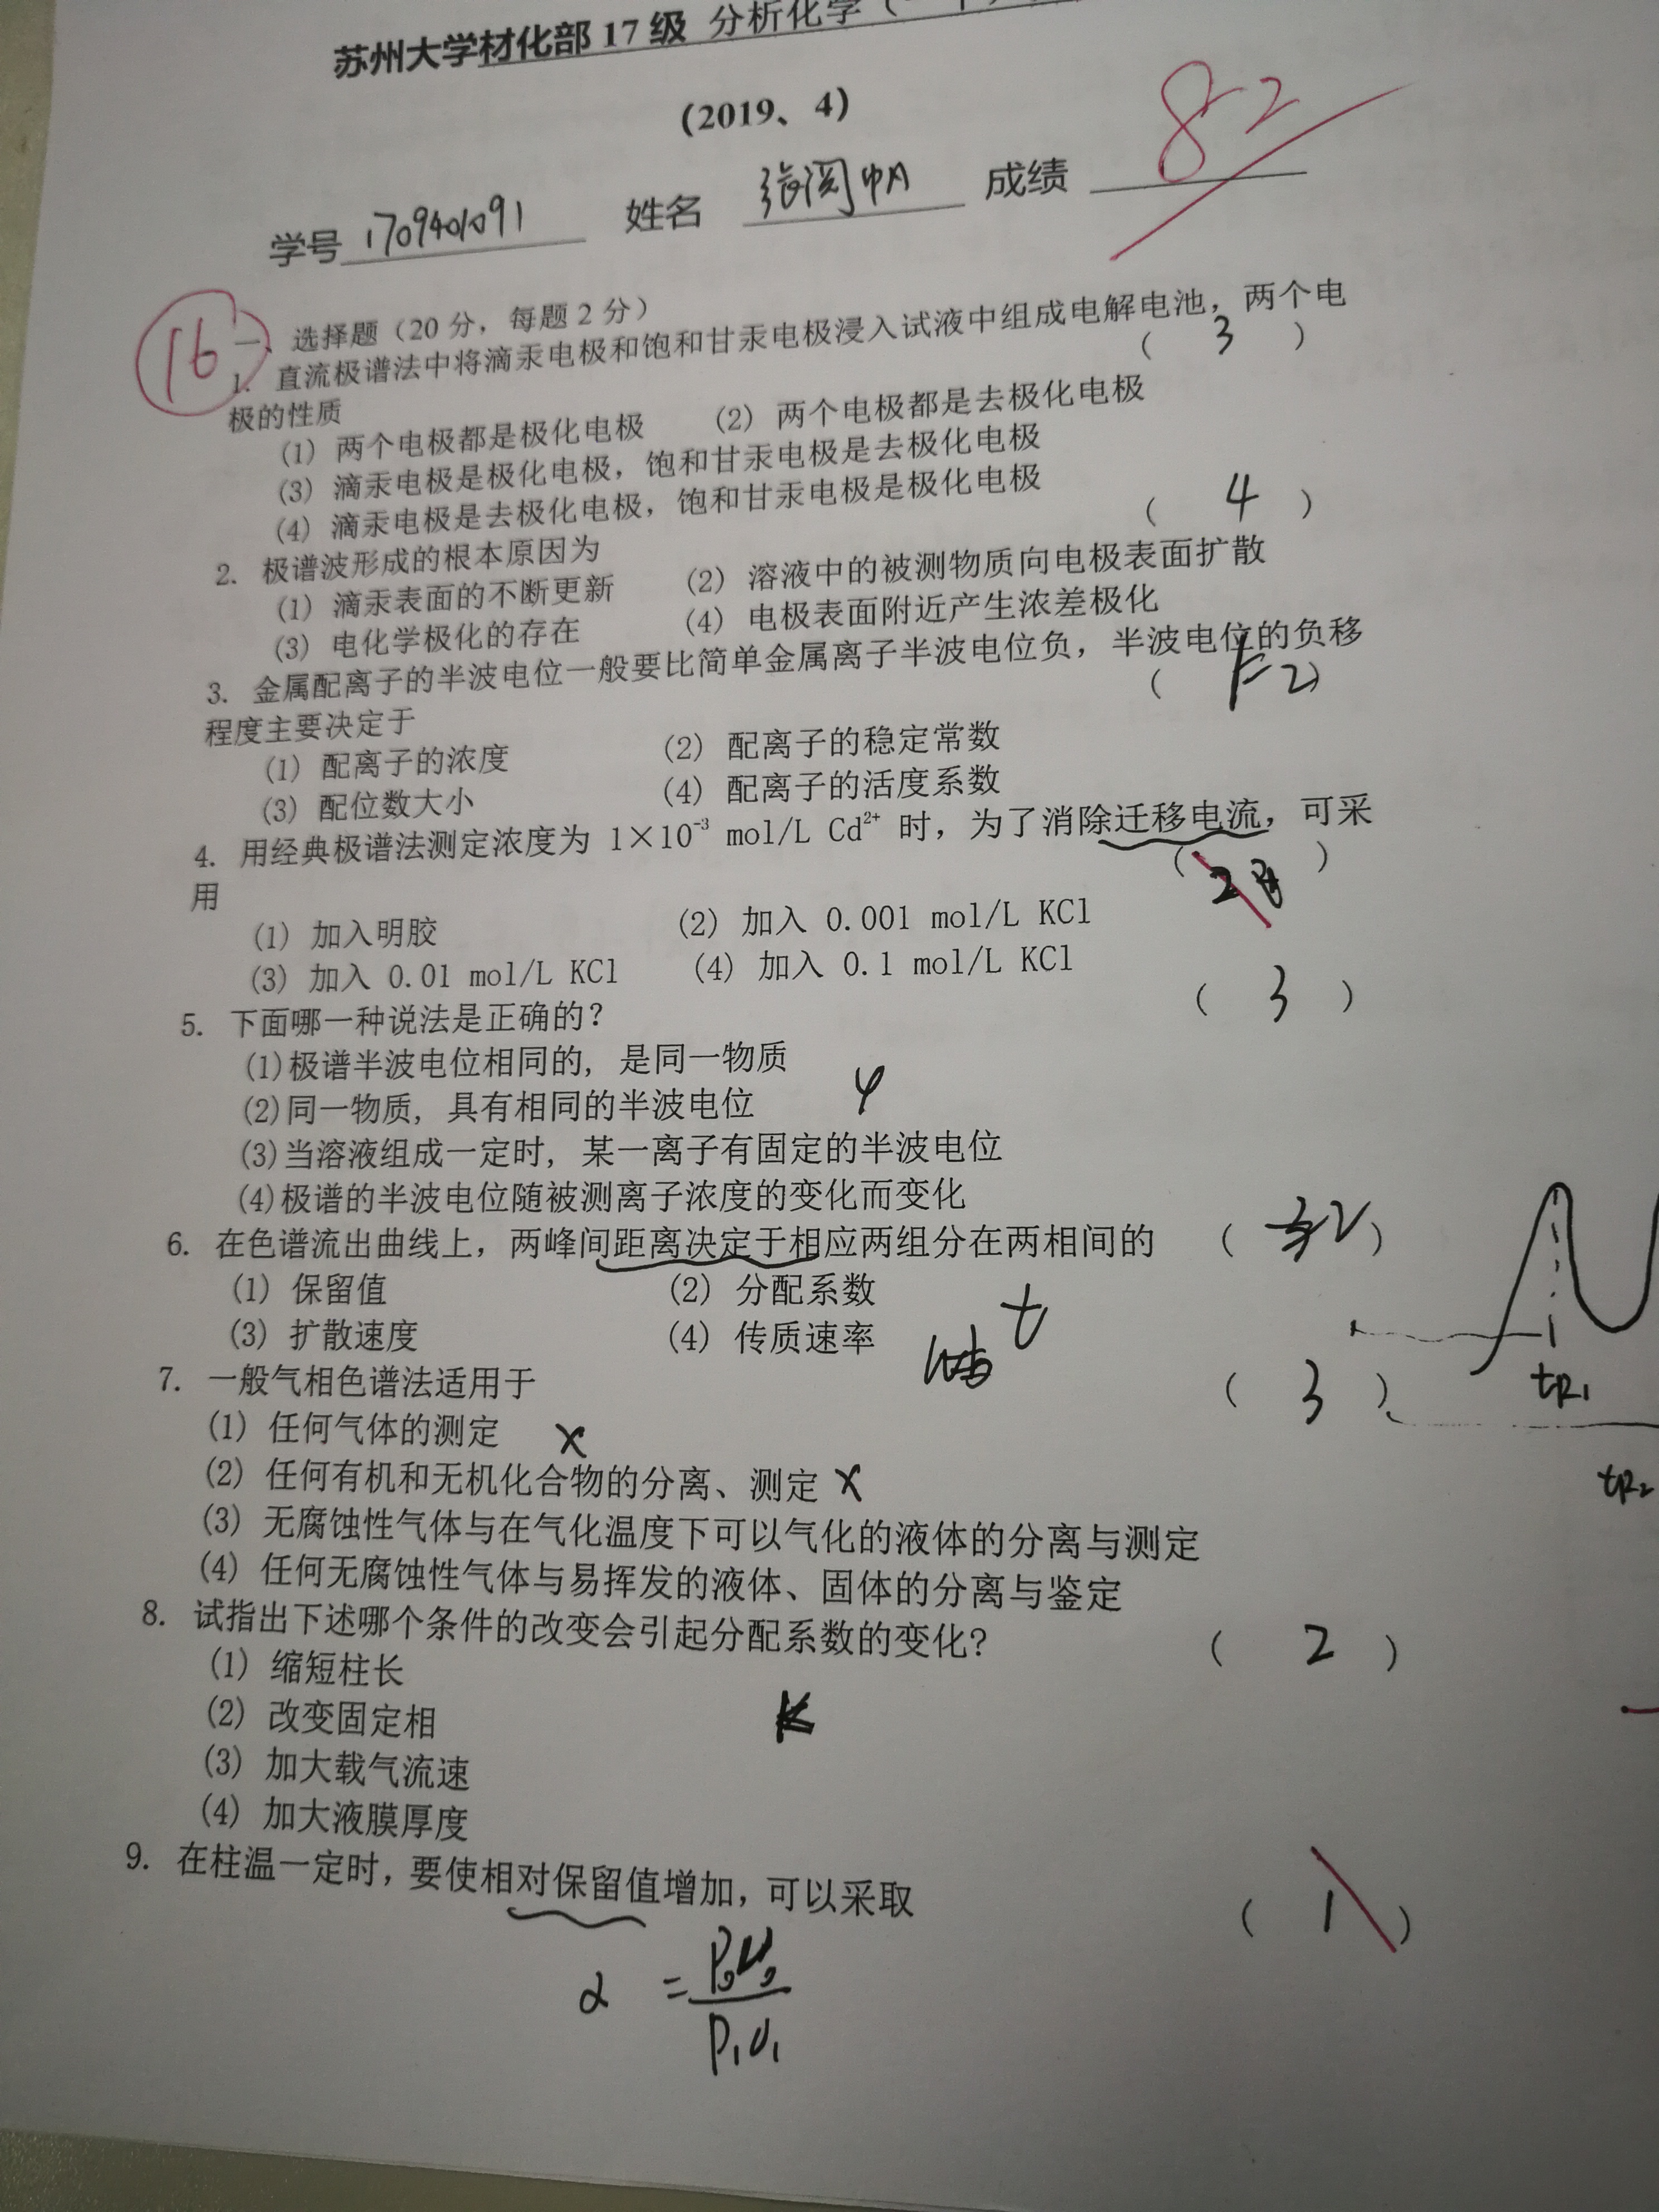 苏州大学材化部 17 级 分析化学（
(2019、4)
学号 1709401091 姓名 张阅帆 成绩 82
16
一、选择题（20 分，每题 2 分）
1. 直流极谱法中将滴汞电极和饱和甘汞电极浸入试液中组成电解电池，两个电
极的性质 ( 3 )
(1) 两个电极都是极化电极 (2) 两个电极都是去极化电极
(3) 滴汞电极是极化电极，饱和甘汞电极是去极化电极
(4) 滴汞电极是去极化电极，饱和甘汞电极是极化电极
2. 极谱波形成的根本原因为 ( 4 )
(1) 滴汞表面的不断更新 (2) 溶液中的被测物质向电极表面扩散
(3) 电化学极化的存在 (4) 电极表面附近产生浓差极化
3. 金属配离子的半波电位一般要比简单金属离子半波电位负，半波电位的负移
程度主要决定于 ( 2 )
(1) 配离子的浓度 (2) 配离子的稳定常数
(3) 配位数大小 (4) 配离子的活度系数
4. 用经典极谱法测定浓度为 1×10⁻³ mol/L Cd²⁺ 时，为了消除迁移电流，可采
用 ( )
(1) 加入明胶 (2) 加入 0.001 mol/L KCl
(3) 加入 0.01 mol/L KCl (4) 加入 0.1 mol/L KCl
5. 下面哪一种说法是正确的？ ( 3 )
(1)极谱半波电位相同的, 是同一物质
(2)同一物质, 具有相同的半波电位 φ
(3)当溶液组成一定时, 某一离子有固定的半波电位
(4)极谱的半波电位随被测离子浓度的变化而变化
6. 在色谱流出曲线上，两峰间距离决定于相应两组分在两相间的 ( 2 )
(1) 保留值 (2) 分配系数
(3) 扩散速度 (4) 传质速率 t
tR₁
7. 一般气相色谱法适用于 ( 3 )
(1) 任何气体的测定 ×
(2) 任何有机和无机化合物的分离、测定 ×
tR₂
(3) 无腐蚀性气体与在气化温度下可以气化的液体的分离与测定
(4) 任何无腐蚀性气体与易挥发的液体、固体的分离与鉴定
8. 试指出下述哪个条件的改变会引起分配系数的变化? ( 2 )
(1) 缩短柱长
(2) 改变固定相 K
(3) 加大载气流速
(4) 加大液膜厚度
9. 在柱温一定时, 要使相对保留值增加, 可以采取 ( 1 )
α =